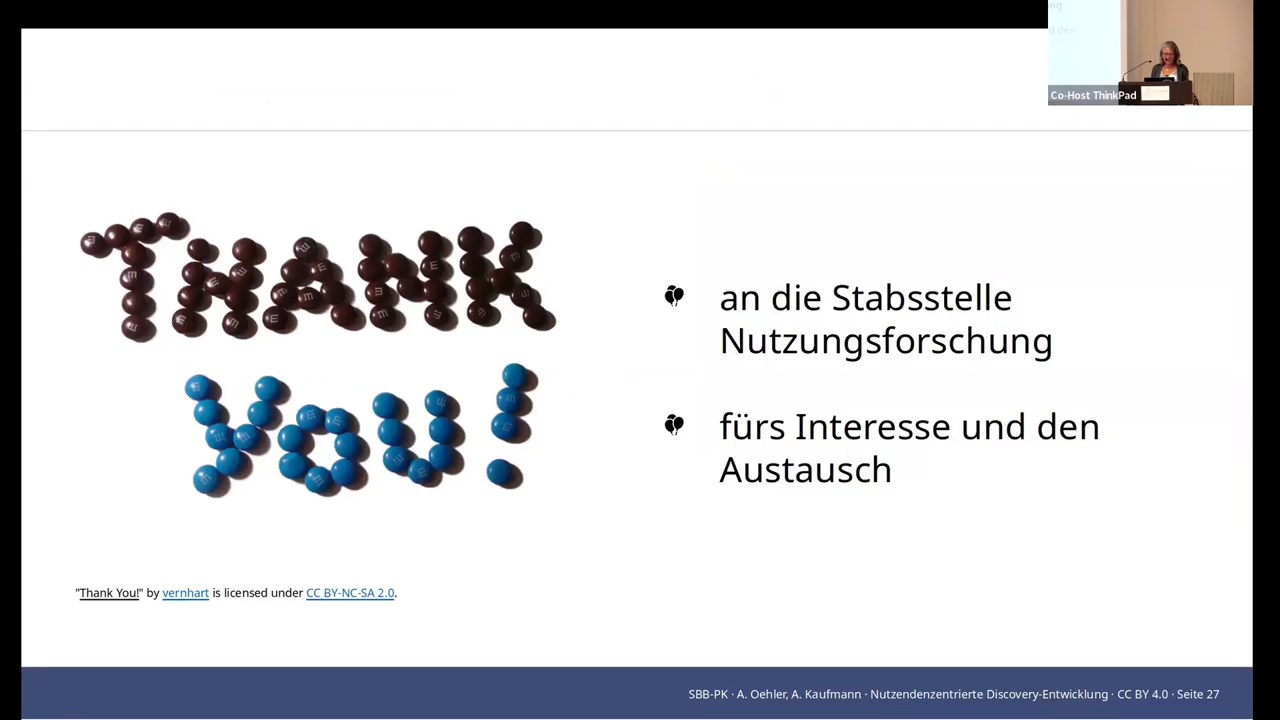 ng
d den
Co-Host ThinkPad
THANK
YOU!
an die Stabsstelle
Nutzungsforschung
fürs Interesse und den
Austausch
"Thank You!" by vernhart is licensed under CC BY-NC-SA 2.0.
SBB-PK · A. Oehler, A. Kaufmann · Nutzendenzentrierte Discovery-Entwicklung · CC BY 4.0 · Seite 27